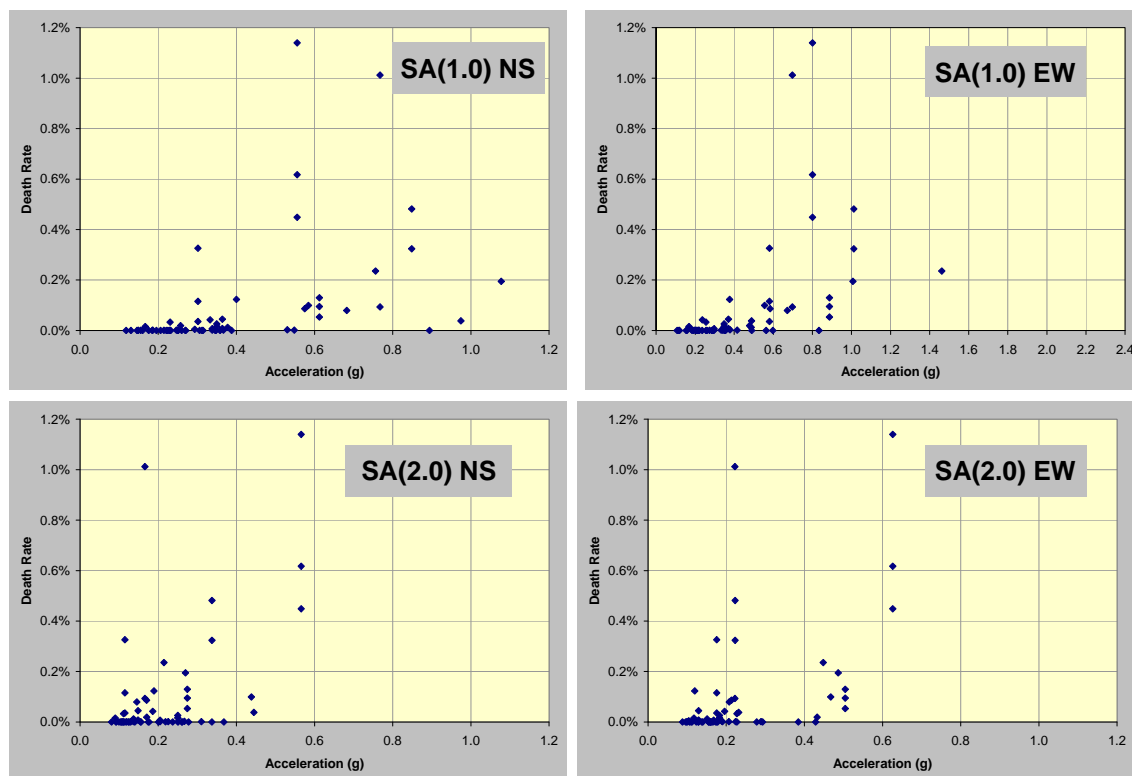 SA(1.0) NS
Death Rate
1.2%
1.0%
0.8%
0.6%
0.4%
0.2%
0.0%
0.0 0.2 0.4 0.6 0.8 1.0 1.2
Acceleration (g)
SA(1.0) EW
Death Rate
1.2%
1.0%
0.8%
0.6%
0.4%
0.2%
0.0%
0.0 0.2 0.4 0.6 0.8 1.0 1.2 1.4 1.6 1.8 2.0 2.2 2.4
Acceleration (g)
SA(2.0) NS
Death Rate
1.2%
1.0%
0.8%
0.6%
0.4%
0.2%
0.0%
0.0 0.2 0.4 0.6 0.8 1.0 1.2
Acceleration (g)
SA(2.0) EW
Death Rate
1.2%
1.0%
0.8%
0.6%
0.4%
0.2%
0.0%
0.0 0.2 0.4 0.6 0.8 1.0 1.2
Acceleration (g)